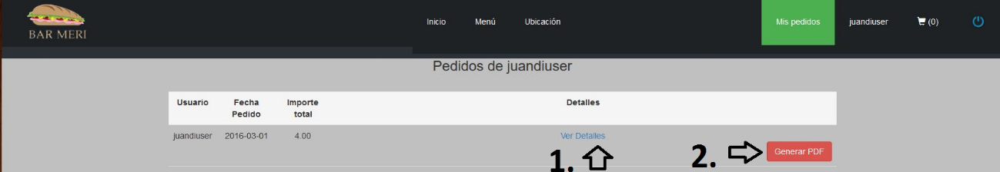 BAR MERI
Inicio Menú Ubicación Mis pedidos juandiuser (0)
Pedidos de juandiuser
Usuario Fecha Pedido Importe total Detalles
juandiuser 2016-03-01 4.00 Ver Detalles
1. 2. Generar PDF